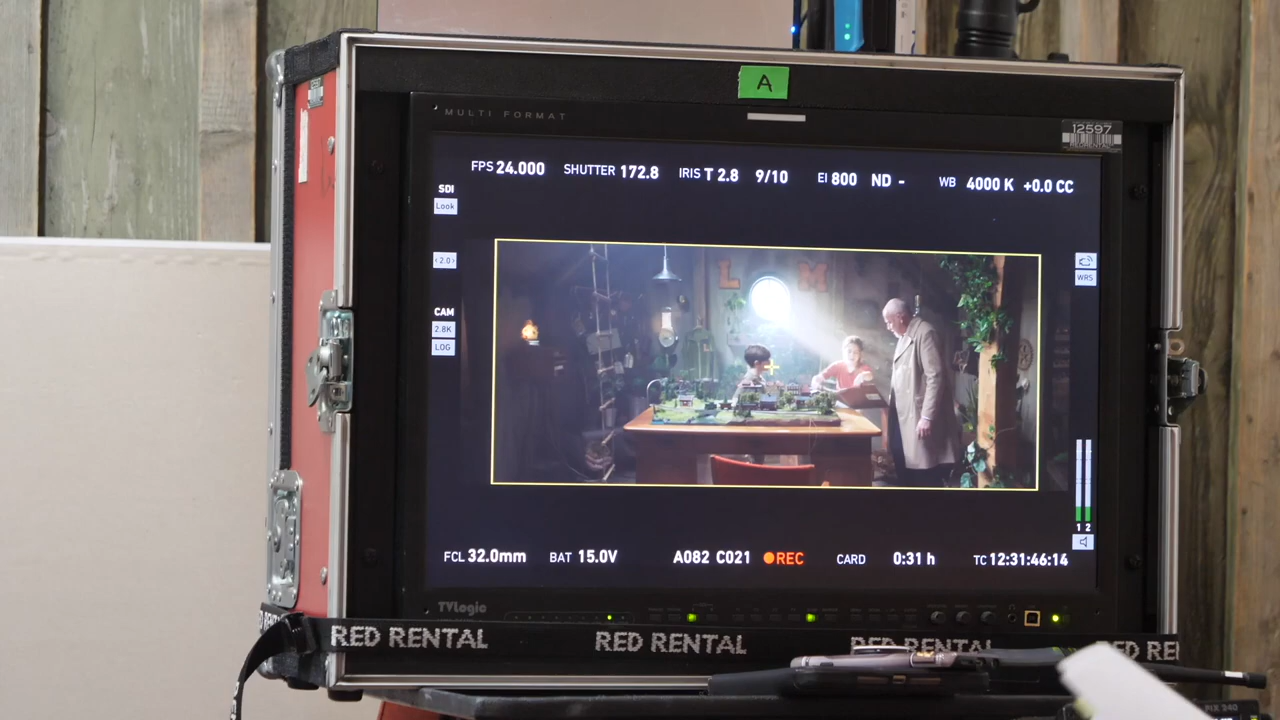 A
MULTI FORMAT
12597
REDRENTAL
FPS 24.000 SHUTTER 172.8 IRIS T 2.8 9/10 EI 800 ND - WB 4000 K +0.0 CC
SDI
Look
2.0
WRS
CAM
2.8K
LOG
L M
1 2
FCL 32.0mm BAT 15.0V A082 C021 REC CARD 0:31 h TC 12:31:46:14
TVLogic
RED RENTAL RED RENTAL RED RENTAL
PIX 240